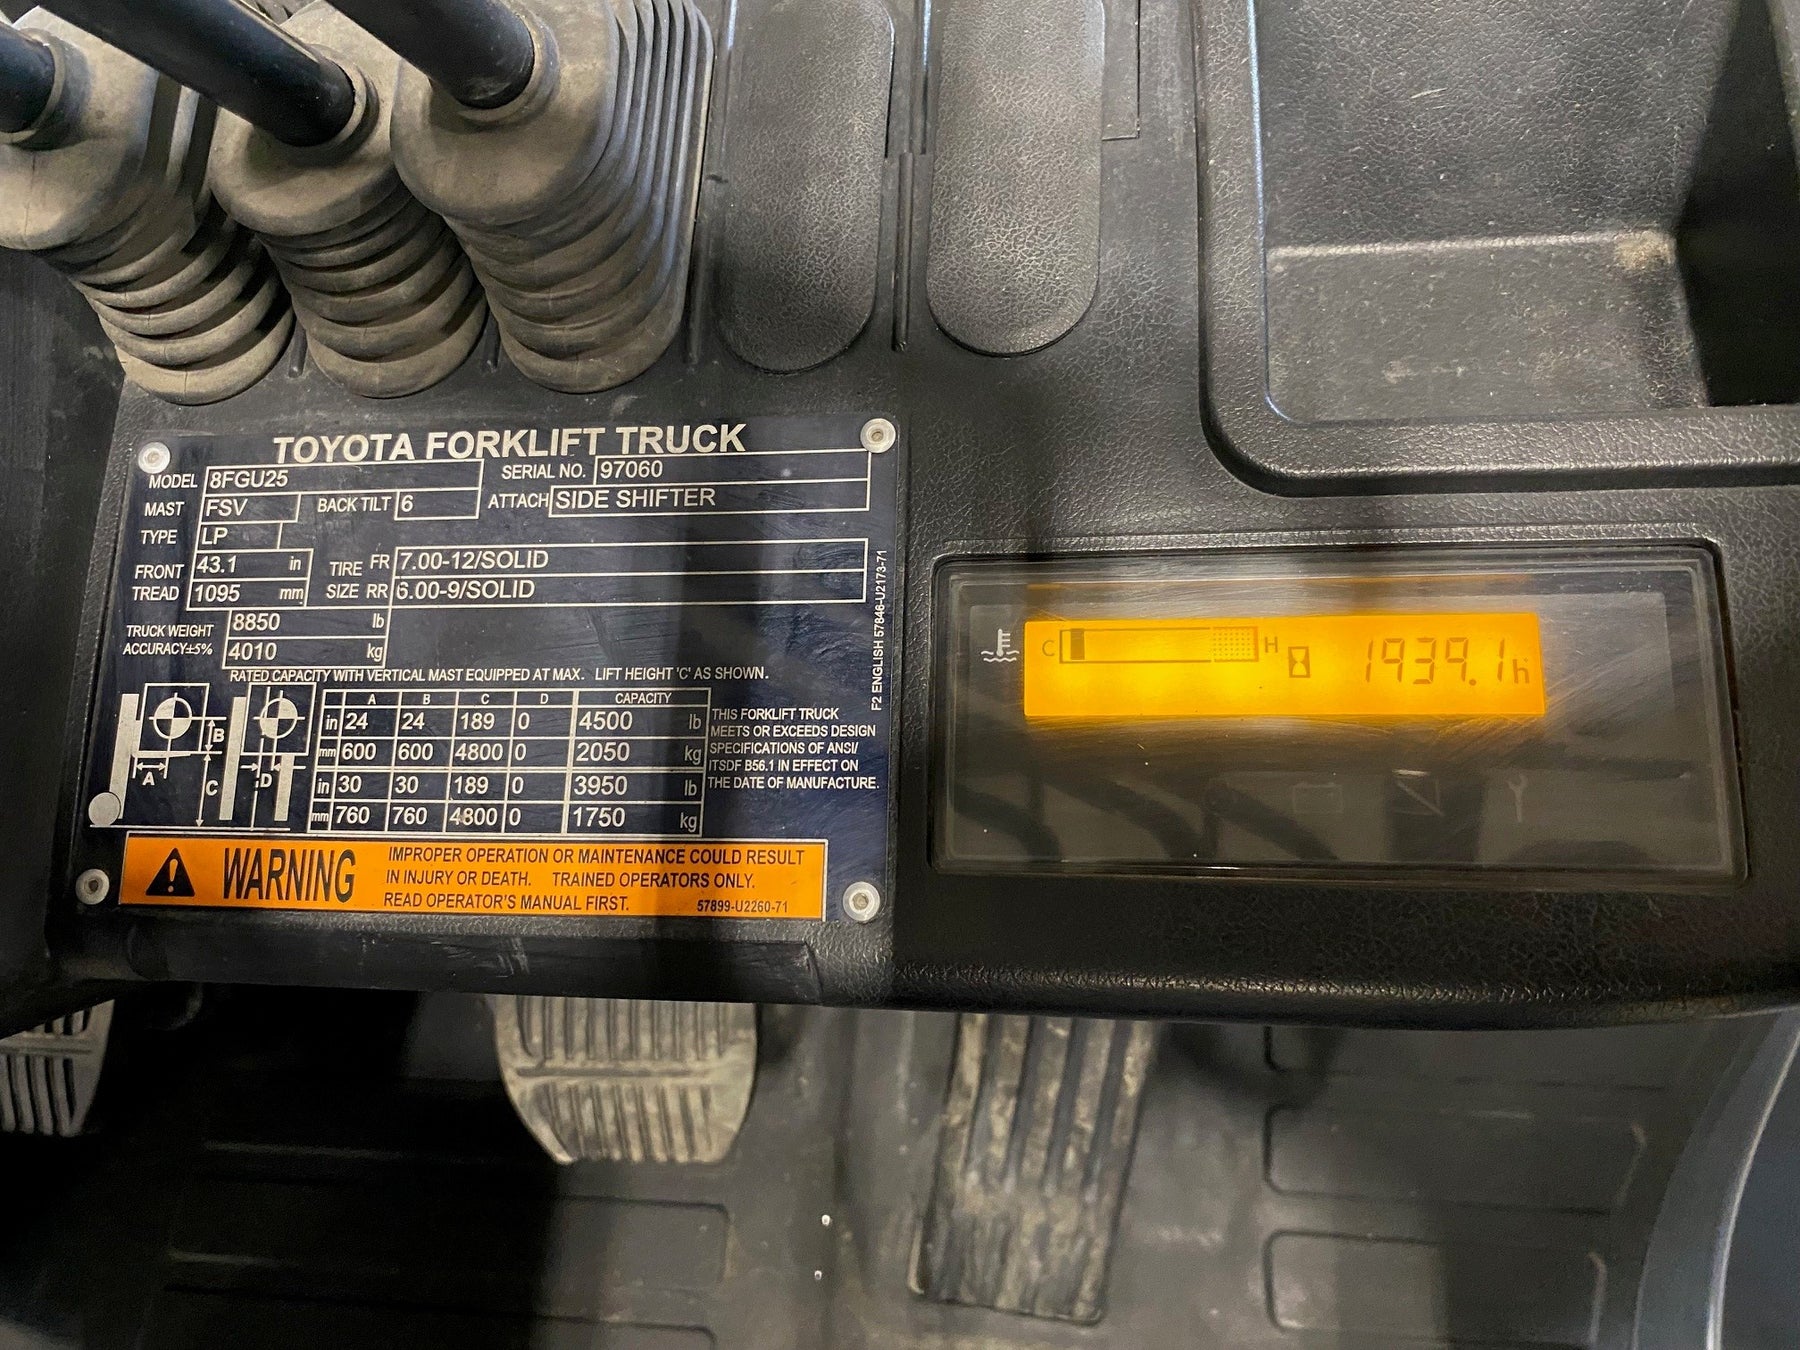 TOYOTA FORKLIFT TRUCK
MODEL 8FGU25 SERIAL NO. 97060
MAST FSV BACK TILT 6 ATTACH SIDE SHIFTER
TYPE LP
FRONT TREAD 43.1 in TIRE SIZE FR 7.00-12/SOLID
1095 mm RR 6.00-9/SOLID
TRUCK WEIGHT 8850 lb
ACCURACY±5% 4010 kg
RATED CAPACITY WITH VERTICAL MAST EQUIPPED AT MAX. LIFT HEIGHT 'C' AS SHOWN.
A B C D CAPACITY
in 24 24 189 0 4500 lb
mm 600 600 4800 0 2050 kg
in 30 30 189 0 3950 lb
mm 760 760 4800 0 1750 kg
A B C D
THIS FORKLIFT TRUCK
MEETS OR EXCEEDS DESIGN
SPECIFICATIONS OF ANSI/
ITSDF B56.1 IN EFFECT ON
THE DATE OF MANUFACTURE.
F2 ENGLISH 57846-U2173-71
WARNING
IMPROPER OPERATION OR MAINTENANCE COULD RESULT
IN INJURY OR DEATH. TRAINED OPERATORS ONLY.
READ OPERATOR'S MANUAL FIRST. 57899-U2260-71
C H 1939.1h